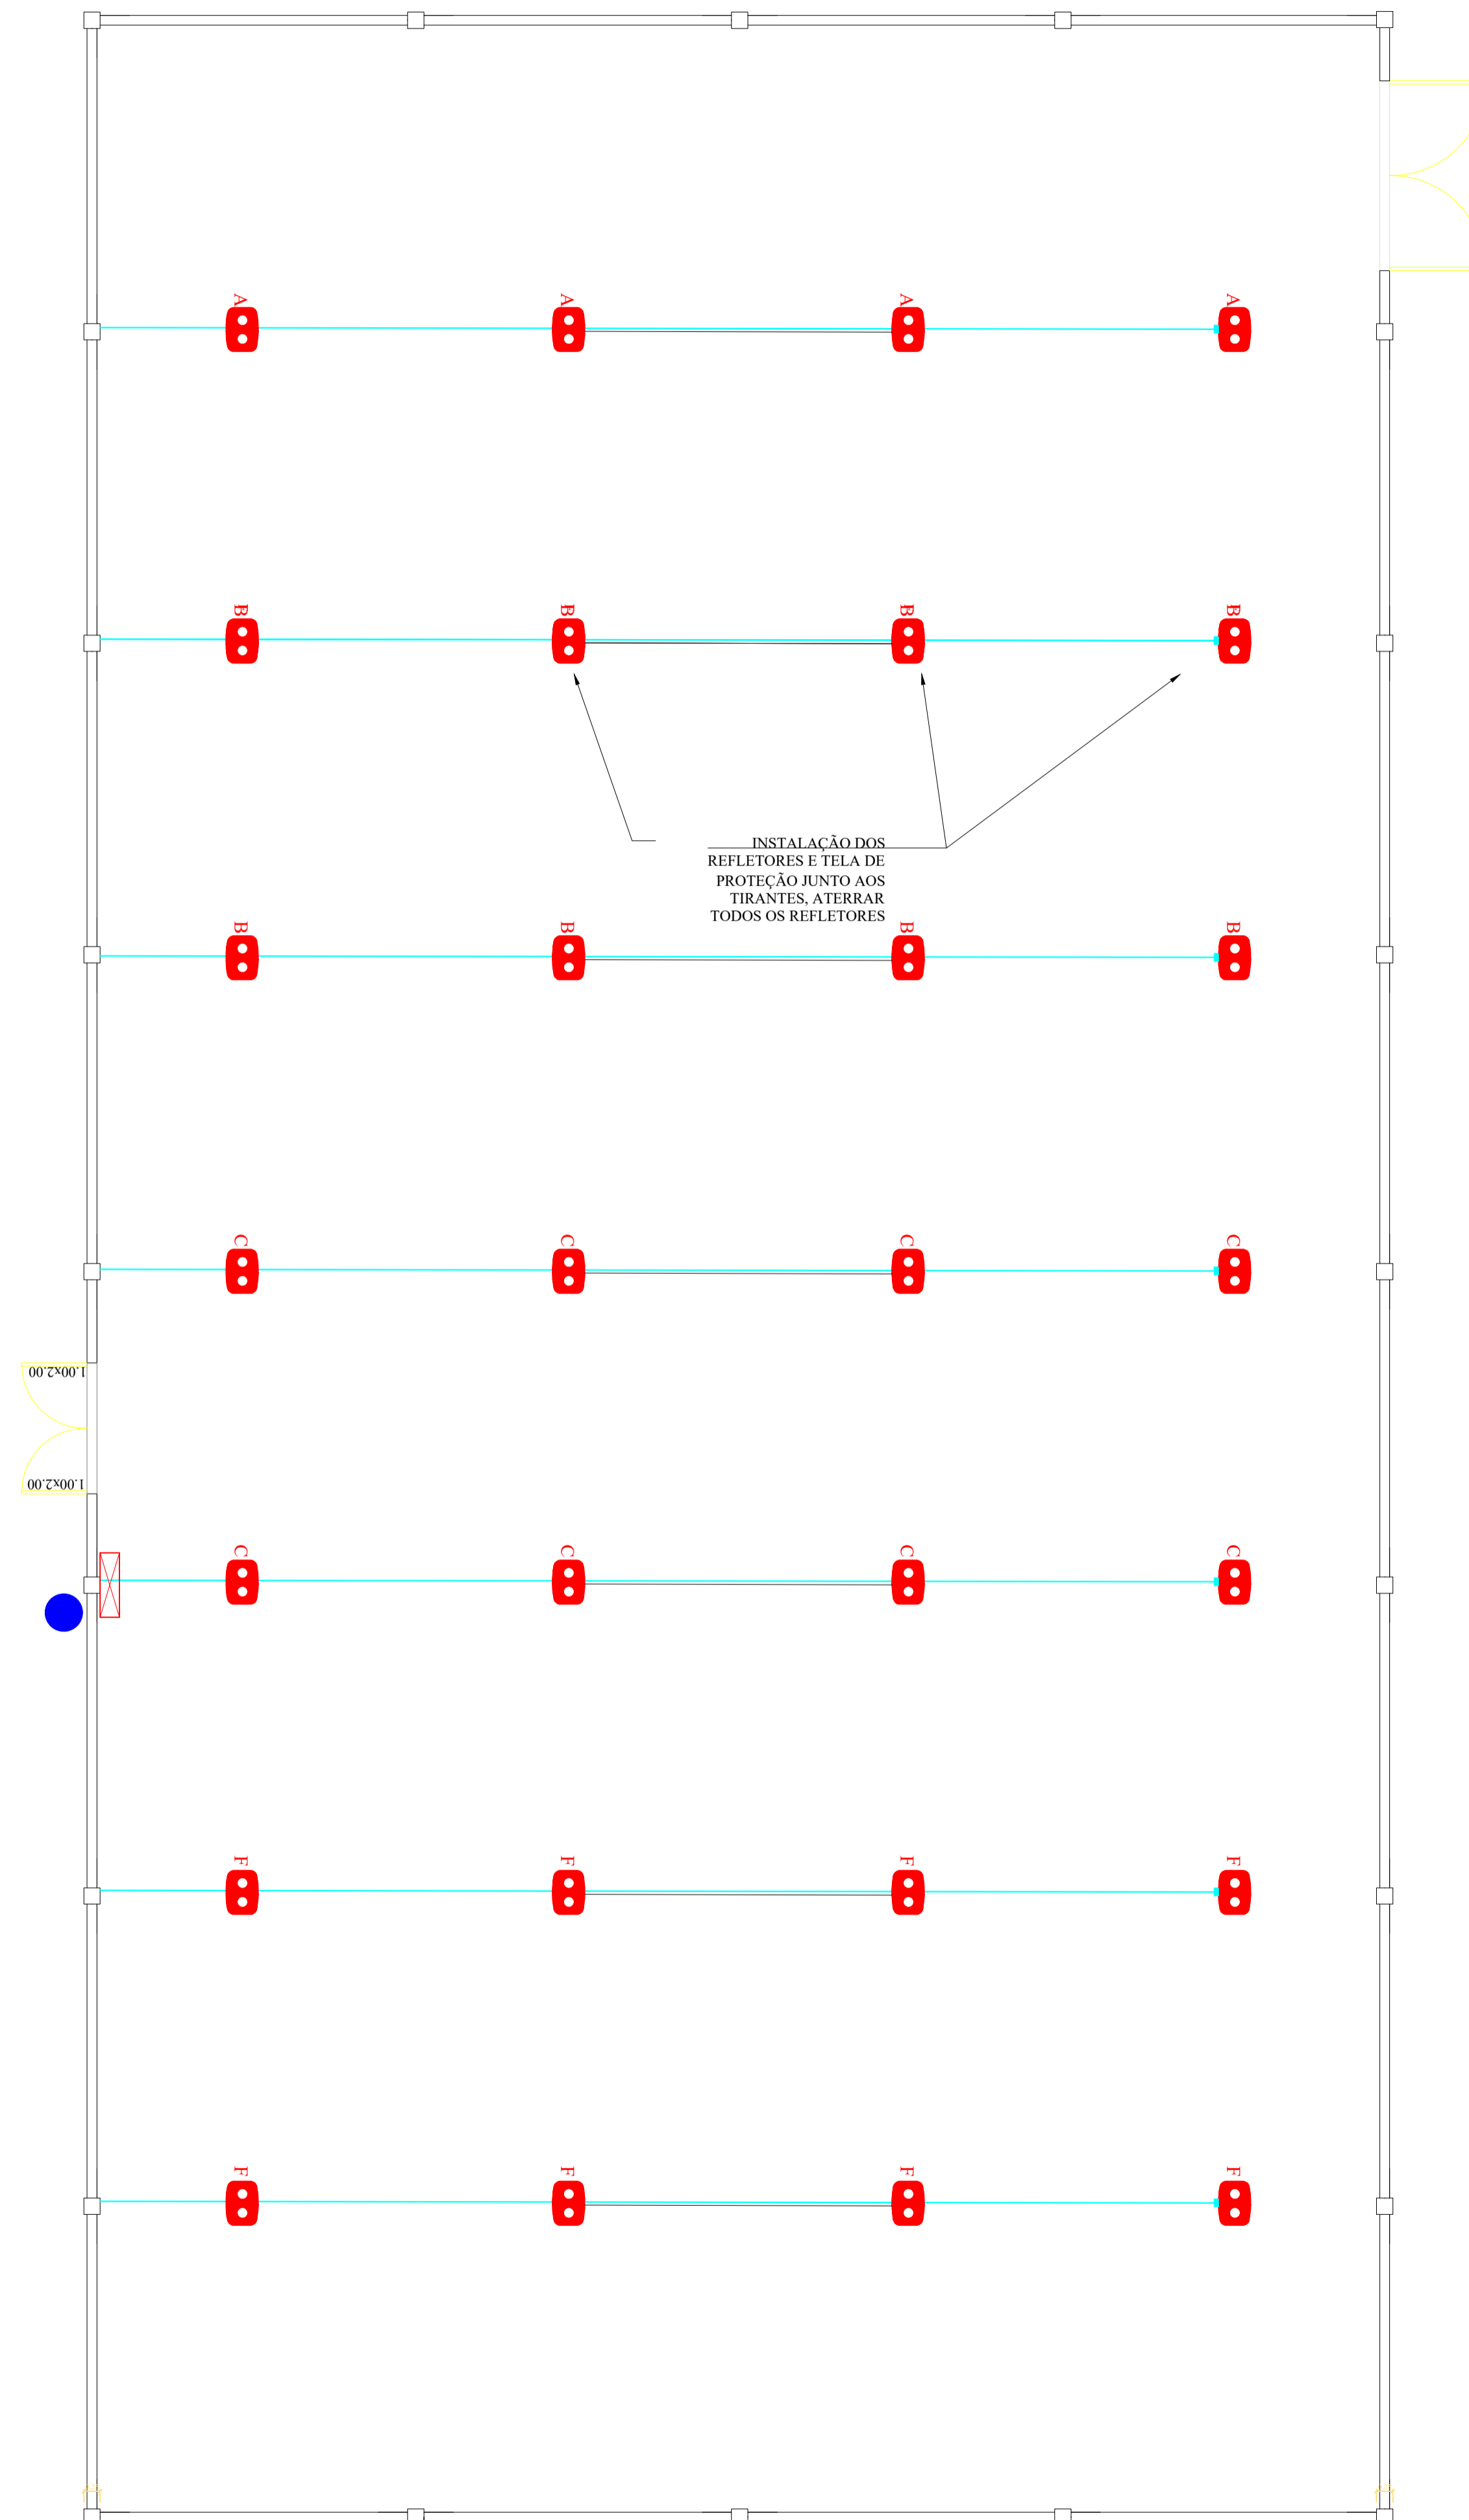 A A A A
B B B B
INSTALAÇÃO DOS
REFLETORES E TELA DE
PROTEÇÃO JUNTO AOS
TIRANTES, ATERRAR
TODOS OS REFLETORES
B B B B
C C C C
1.00x2.00
1.00x2.00
C C C C
F F F F
F F F F